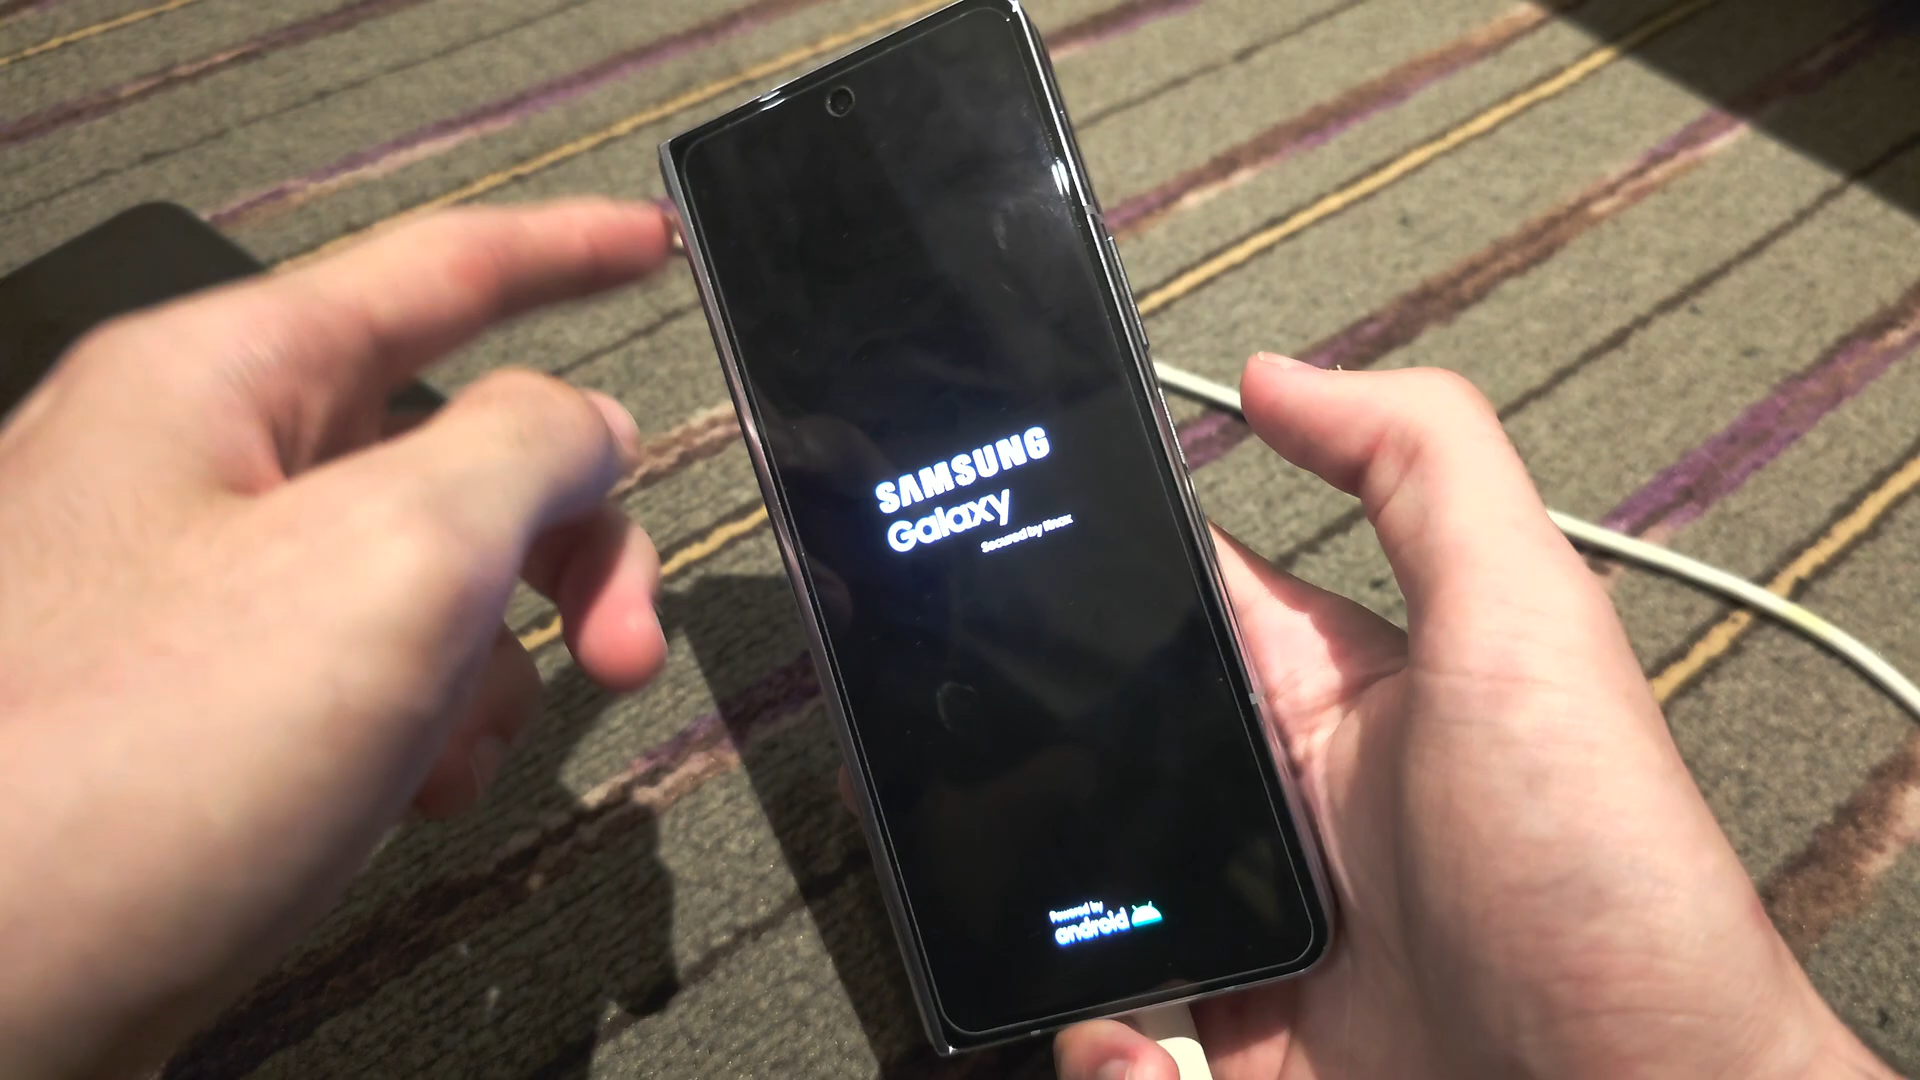 SAMSUNG
Galaxy
Secured by Knox
Powered by
android